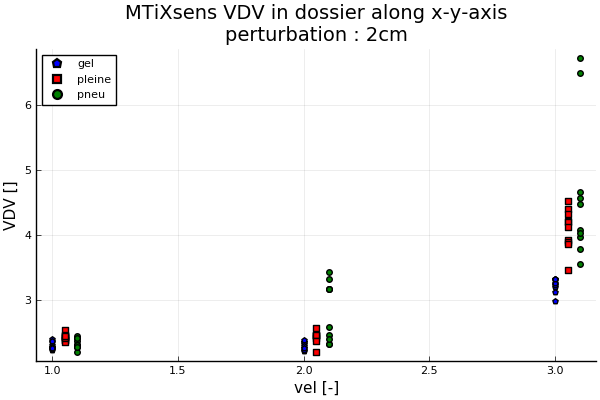 MTiXsens VDV in dossier along x-y-axis
perturbation : 2cm
gel
pleine
pneu
VDV []
6
5
4
3
1.0
1.5
2.0
2.5
3.0
vel [-]